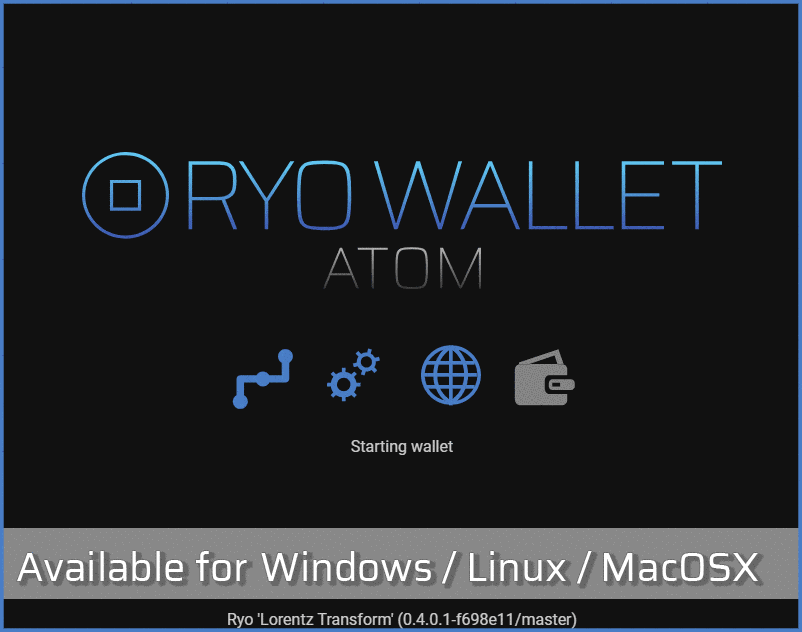 RYO WALLET
ATOM
Starting wallet
Available for Windows / Linux / MacOSX
Ryo 'Lorentz Transform' (0.4.0.1-f698e11/master)